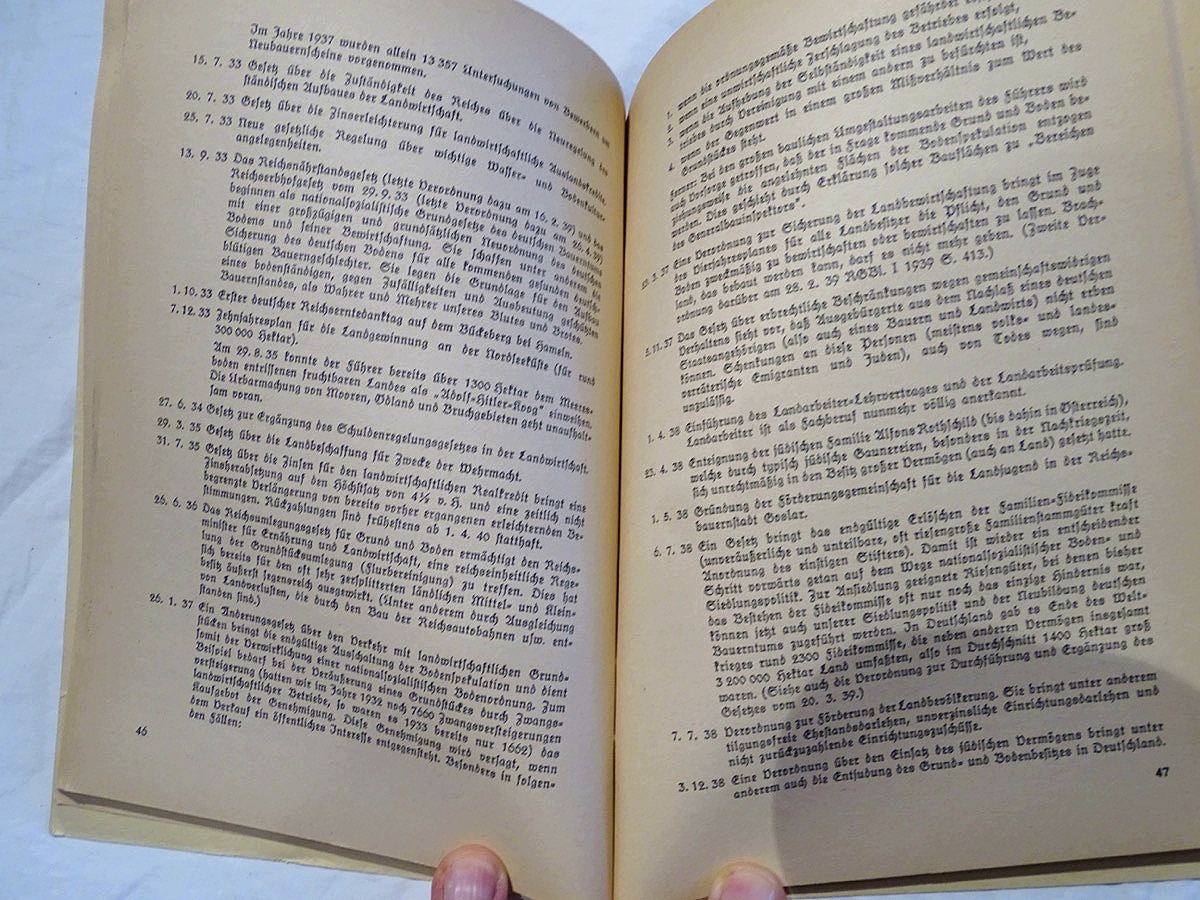 Im Jahre 1937 wurden allein 13 357 Untersuchungen von Bewerbern um
Neubauernscheine vorgenommen.
15. 7. 33 Gesetz über die Zuständigkeit des Reiches über die Neuregelung des
ständischen Aufbaues der Landwirtschaft.
20. 7. 33 Gesetz über die Zinserleichterung für landwirtschaftliche Auslandskredite.
25. 7. 33 Neue gesetzliche Regelung über wichtige Wasser- und Bodenkultur-
angelegenheiten.
13. 9. 33 Das Reichsnährstandsgesetz (letzte Verordnung dazu am 16. 2. 39) und das
Reichserbhofgesetz vom 29. 9. 33 (letzte Verordnung dazu am 26. 4. 39)
beginnen als nationalsozialistische Grundgesetze des deutschen Bauerntums
mit einer großzügigen und grundsätzlichen Neuordnung des deutschen
Bodens und seiner Bewirtschaftung. Sie schaffen unter anderem die
Sicherung des deutschen Bodens für alle kommenden gesunden deutsch-
blütigen Bauerngeschlechter. Sie legen die Grundlage für den Aufbau
eines bodenständigen, gegen Zufälligkeiten und Ausbeutung geschützten
Bauernstandes, als Wahrer und Mehrer unseres Blutes und Brotes.
1. 10. 33 Erster deutscher Reichserntedanktag auf dem Bückeberg bei Hameln.
7. 12. 33 Zehnjahresplan für die Landgewinnung an der Nordseeküste (für rund
300 000 Hektar).
Am 29. 8. 35 konnte der Führer bereits über 1300 Hektar dem Meeres-
boden entrissenen fruchtbaren Landes als „Adolf-Hitler-Koog“ einweihen.
Die Urbarmachung von Mooren, Ödland und Bruchgebieten geht unaufhalt-
sam voran.
27. 6. 34 Gesetz zur Ergänzung des Schuldenregelungsgesetzes in der Landwirtschaft.
29. 3. 35 Gesetz über die Landbeschaffung für Zwecke der Wehrmacht.
31. 7. 35 Gesetz über die Zinsen für den landwirtschaftlichen Realkredit bringt eine
Zinsherabsetzung auf den Höchstsatz von 4½ v. H. und eine zeitlich nicht
begrenzte Verlängerung von bereits vorher ergangenen erleichternden Be-
stimmungen. Rückzahlungen sind frühestens ab 1. 4. 40 statthaft.
26. 6. 36 Das Reichsumlegungsgesetz für Grund und Boden ermächtigt den Reichs-
minister für Ernährung und Landwirtschaft, eine reichseinheitliche Rege-
lung der Grundstücksumlegung (Flurbereinigung) zu treffen. Dies hat
sich bereits für den oft sehr zersplitterten ländlichen Mittel- und Klein-
besitz äußerst segensreich ausgewirkt. (Unter anderem durch Ausgleichung
von Landverlusten, die durch den Bau der Reichsautobahnen usw. ent-
standen sind.)
26. 1. 37 Ein Änderungsgesetz über den Verkehr mit landwirtschaftlichen Grund-
stücken bringt die endgültige Ausschaltung der Bodenspekulation und dient
somit der Verwirklichung einer nationalsozialistischen Bodenordnung. Zum
Beispiel bedarf bei der Veräußerung eines Grundstückes durch Zwangs-
versteigerung (hatten wir im Jahre 1932 noch 7660 Zwangsversteigerungen
landwirtschaftlicher Betriebe, so waren es 1933 bereits nur 1662) das
Kaufgebot der Genehmigung. Diese Genehmigung wird versagt, wenn
dem Verkauf ein öffentliches Interesse entgegensteht. Besonders in folgen-
den Fällen:
46
1. wenn die ordnungsgemäße Bewirtschaftung gefährdet
2. wenn eine unwirtschaftliche Zerschlagung des Betriebes erfolgt,
3. wenn die Aufhebung der Selbständigkeit eines landwirtschaftlichen Be-
triebes durch Vereinigung mit einem andern zu befürchten ist,
4. wenn der Gegenwert in einem großen Mißverhältnis zum Wert des
Grundstückes steht.
Ferner: Bei den großen baulichen Umgestaltungsarbeiten des Führers wird
auch Vorsorge getroffen, daß der in Frage kommende Grund und Boden be-
ziehungsweise die angelehnten Flächen der Bodenspekulation entzogen
werden. Dies geschieht durch Erklärung solcher Bauflächen zu „Bereichen
des Generalbauinspektors“.
23. 3. 37 Eine Verordnung zur Sicherung der Landbewirtschaftung bringt im Zuge
des Vierjahresplanes für alle Landbesitzer die Pflicht, den Grund und
Boden zweckmäßig zu bewirtschaften oder bewirtschaften zu lassen. Brach-
land, das bebaut werden kann, darf es nicht mehr geben. (Zweite Ver-
ordnung darüber am 28. 2. 39 RGBl. I 1939 S. 413.)
5. 11. 37 Das Gesetz über erbrechtliche Beschränkungen wegen gemeinschaftswidrigen
Verhaltens sieht vor, daß Ausgebürgerte aus dem Nachlaß eines deutschen
Staatsangehörigen (also auch eines Bauern und Landwirts) nicht erben
können. Schenkungen an diese Personen (meistens volks- und landes-
verräterische Emigranten und Juden), auch von Todes wegen, sind
unzulässig.
1. 4. 38 Einführung des Landarbeiter-Lehrvertrages und der Landarbeitsprüfung.
Landarbeiter ist als Fachberuf nunmehr völlig anerkannt.
23. 4. 38 Enteignung der jüdischen Familie Alfons Rothschild (bis dahin in Österreich),
welche durch typisch jüdische Gaunereien, besonders in der Nachkriegszeit,
sich unrechtmäßig in den Besitz großer Vermögen (auch an Land) gesetzt hatte.
1. 5. 38 Gründung der Förderungsgemeinschaft für die Landjugend in der Reichs-
bauernstadt Goslar.
6. 7. 38 Ein Gesetz bringt das endgültige Erlöschen der Familien-Fideikommisse
(unveräußerliche und unteilbare, oft riesengroße Familienstammgüter kraft
Anordnung des einstigen Stifters). Damit ist wieder ein entscheidender
Schritt vorwärts getan auf dem Wege nationalsozialistischer Boden- und
Siedlungspolitik. Zur Ansiedlung geeignete Riesengüter, bei denen bisher
das Bestehen der Fideikommisse oft nur noch das einzige Hindernis war,
können jetzt auch unserer Siedlungspolitik und der Neubildung deutschen
Bauerntums zugeführt werden. In Deutschland gab es Ende des Welt-
krieges rund 2300 Fideikommisse, die neben anderen Vermögen insgesamt
3 200 000 Hektar Land umfaßten, also im Durchschnitt 1400 Hektar groß
waren. (Siehe auch die Verordnung zur Durchführung und Ergänzung des
Gesetzes vom 20. 3. 39.)
7. 7. 38 Verordnung zur Förderung der Landbevölkerung. Sie bringt unter anderem
tilgungsfreie Ehestandsdarlehen, unverzinsliche Einrichtungsdarlehen und
nicht zurückzuzahlende Einrichtungszuschüsse.
3. 12. 38 Eine Verordnung über den Einsatz des jüdischen Vermögens bringt unter
anderem auch die Entjudung des Grund- und Bodenbesitzes in Deutschland.
47